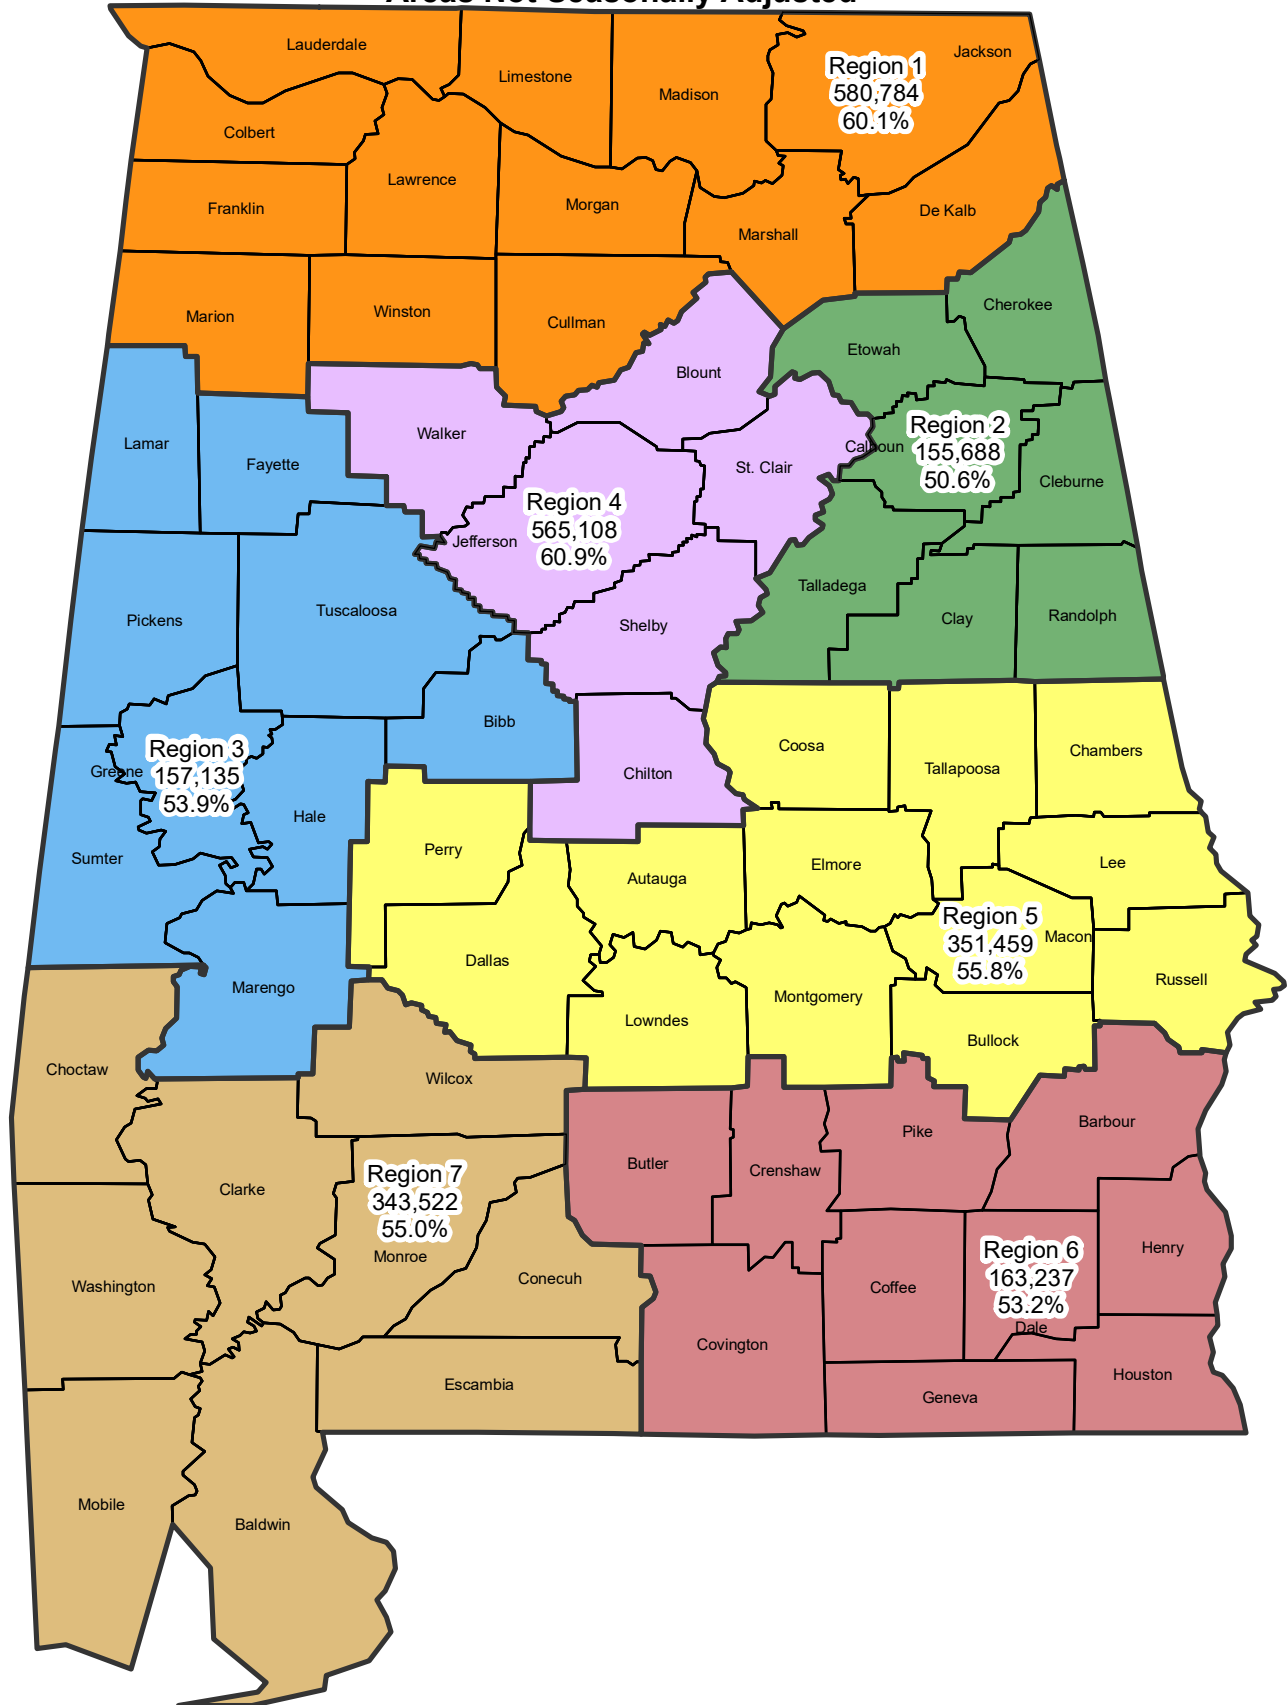 Areas Not Seasonally Adjusted
Lauderdale
Limestone
Madison
Jackson
Region 1
580,784
60.1%
Colbert
Lawrence
Franklin
Morgan
Marshall
De Kalb
Marion
Winston
Cullman
Cherokee
Etowah
Blount
Walker
Lamar
Fayette
St. Clair
Calhoun
Region 2
155,688
50.6%
Cleburne
Region 4
565,108
60.9%
Jefferson
Talladega
Clay
Randolph
Pickens
Tuscaloosa
Shelby
Bibb
Coosa
Tallapoosa
Chambers
Region 3
157,135
53.9%
Greene
Chilton
Hale
Sumter
Perry
Autauga
Elmore
Lee
Region 5
351,459
55.8%
Macon
Dallas
Russell
Marengo
Lowndes
Montgomery
Bullock
Choctaw
Wilcox
Barbour
Pike
Butler
Crenshaw
Clarke
Region 7
343,522
55.0%
Monroe
Henry
Region 6
163,237
53.2%
Dale
Washington
Conecuh
Coffee
Covington
Escambia
Geneva
Houston
Mobile
Baldwin